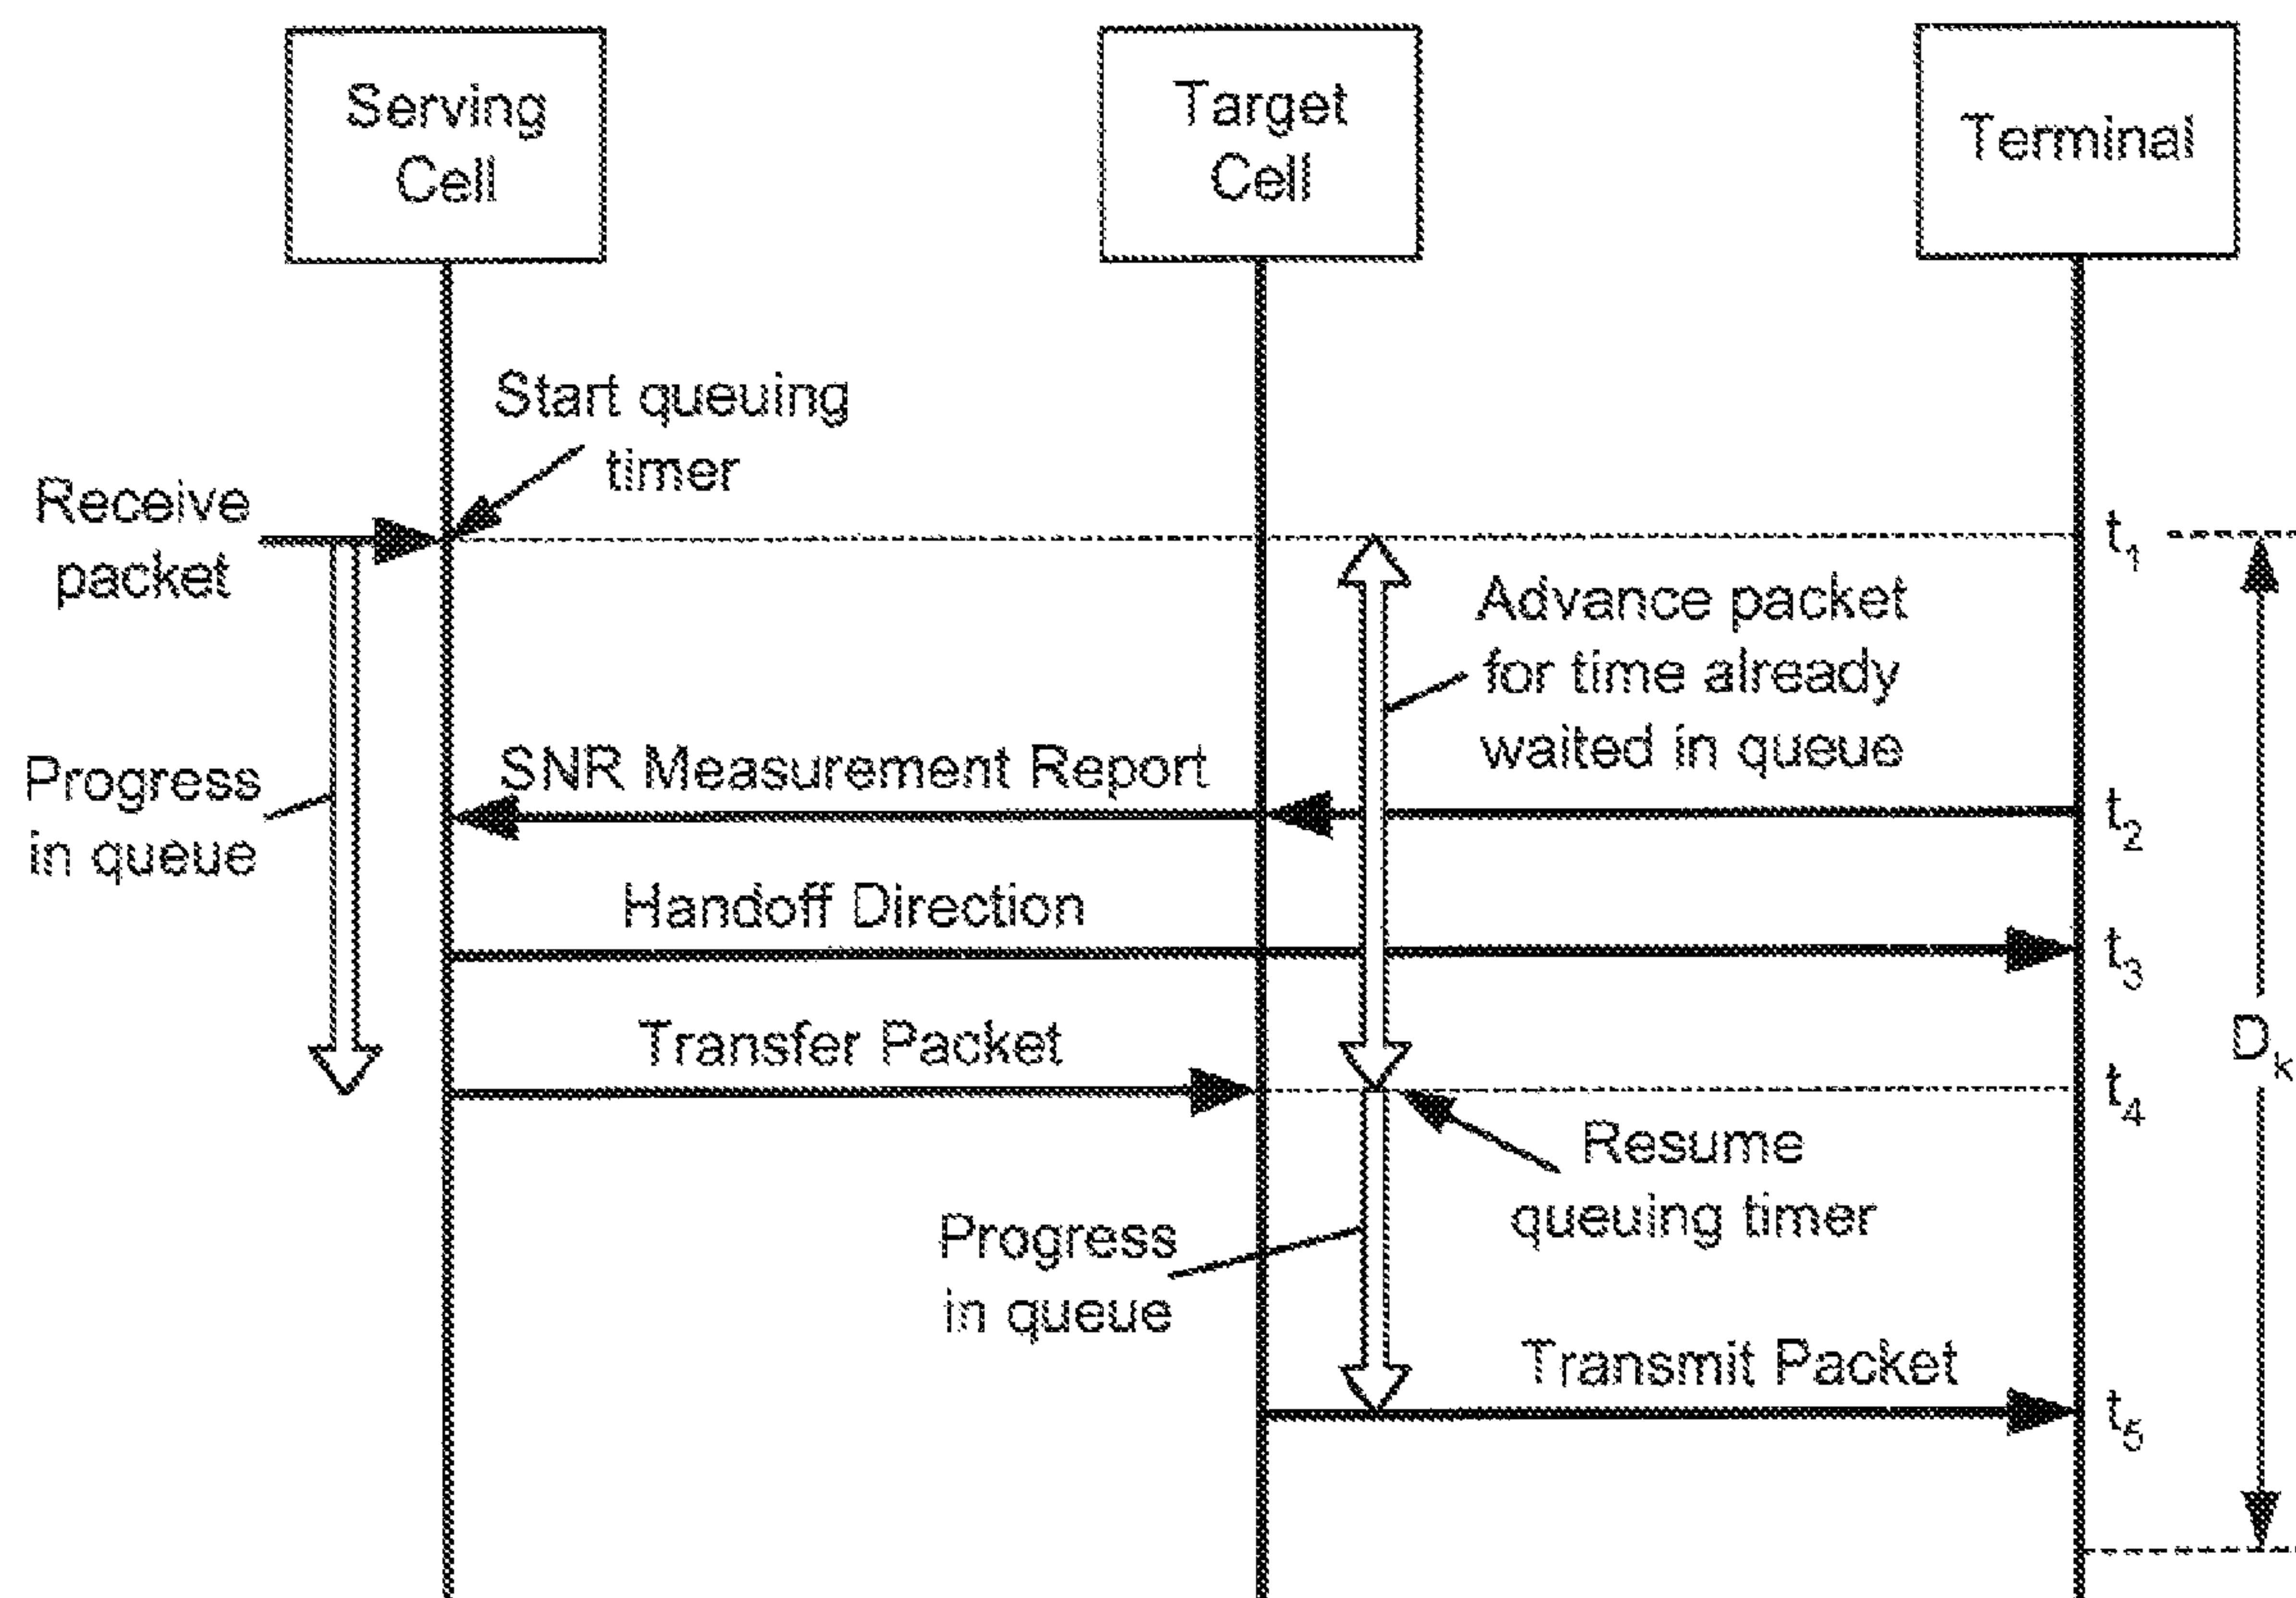 Serving
Cell
Target
Cell
Terminal
Start queuing
timer
Receive
packet
t1
Advance packet
for time already
waited in queue
Progress
in queue
SNR Measurement Report
t2
Handoff Direction
t3
Transfer Packet
t4
Dk
Resume
queuing timer
Progress
in queue
Transmit Packet
t5